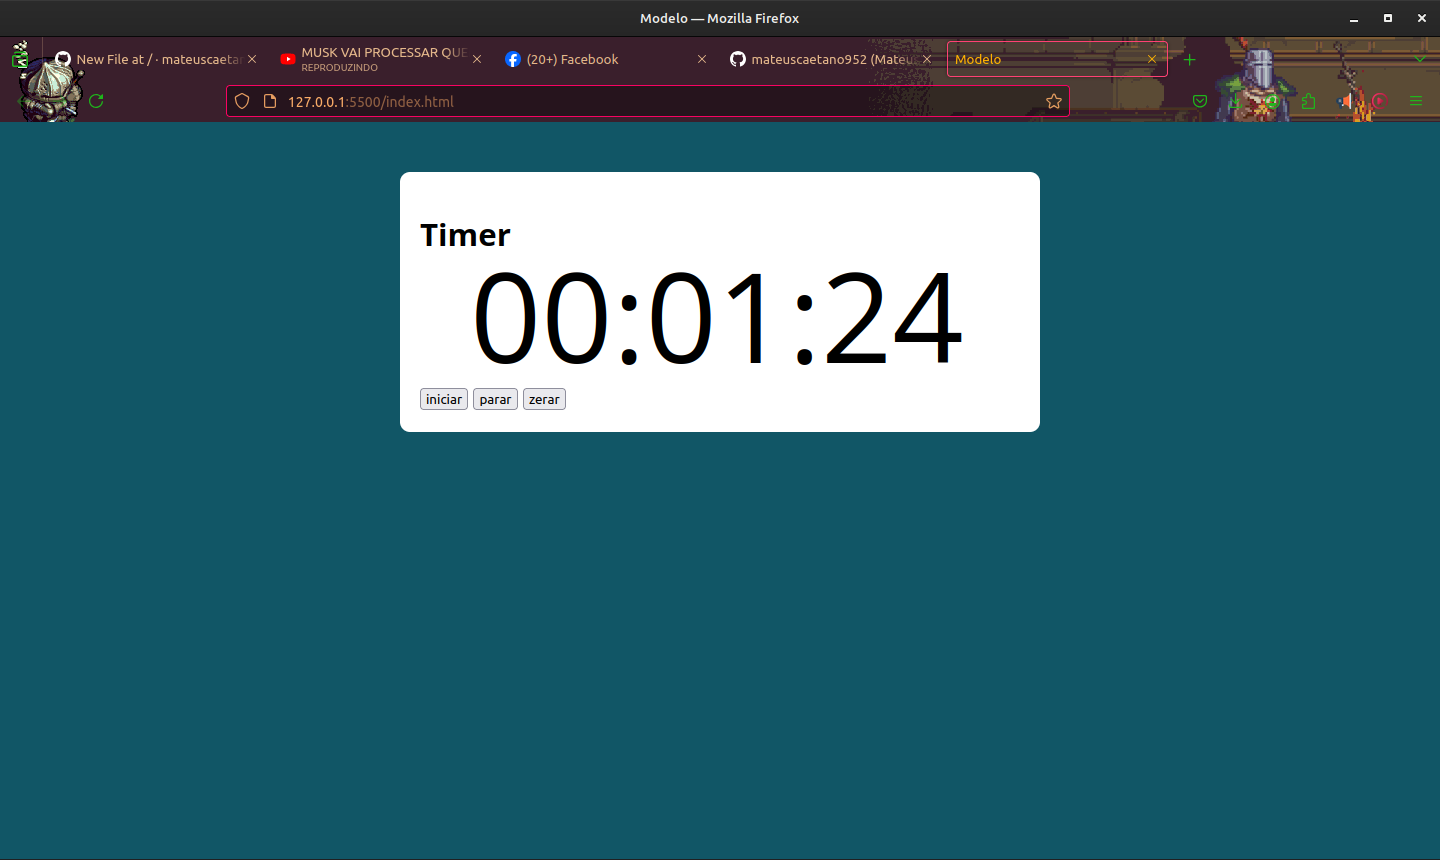 Modelo — Mozilla Firefox
New File at / · mateuscaeta
MUSK VAI PROCESSAR QUE
REPRODUZINDO
(20+) Facebook
mateuscaetano952 (Mateu
Modelo
127.0.0.1:5500/index.html
Timer
00:01:24
iniciar parar zerar